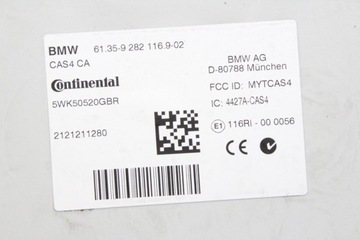 BMW 61.35-9 282 116.9-02
CAS4 CA
BMW AG
D-80788 München
Continental
FCC ID: MYTCAS4
5WK50520GBR
IC: 4427A-CAS4
2121211280
E1 116RI - 00 0056
CE